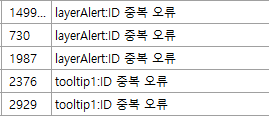 1499... layerAlert:ID 중복 오류
730 layerAlert:ID 중복 오류
1987 layerAlert:ID 중복 오류
2376 tooltip1:ID 중복 오류
2929 tooltip1:ID 중복 오류